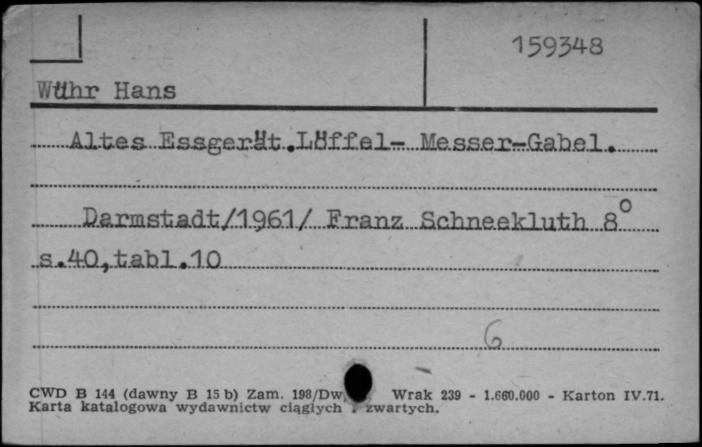 159348
Wühr Hans
Altes Essgerät.Löffel- Messer-Gabel.
Darmstadt/1961/ Franz Schneekluth 8°
s.40,tabl.10
6
CWD B 144 (dawny B 15 b) Zam. 198/Dw. Wrak 239 - 1.660.000 - Karton IV.71.
Karta katalogowa wydawnictw ciągłych i zwartych.